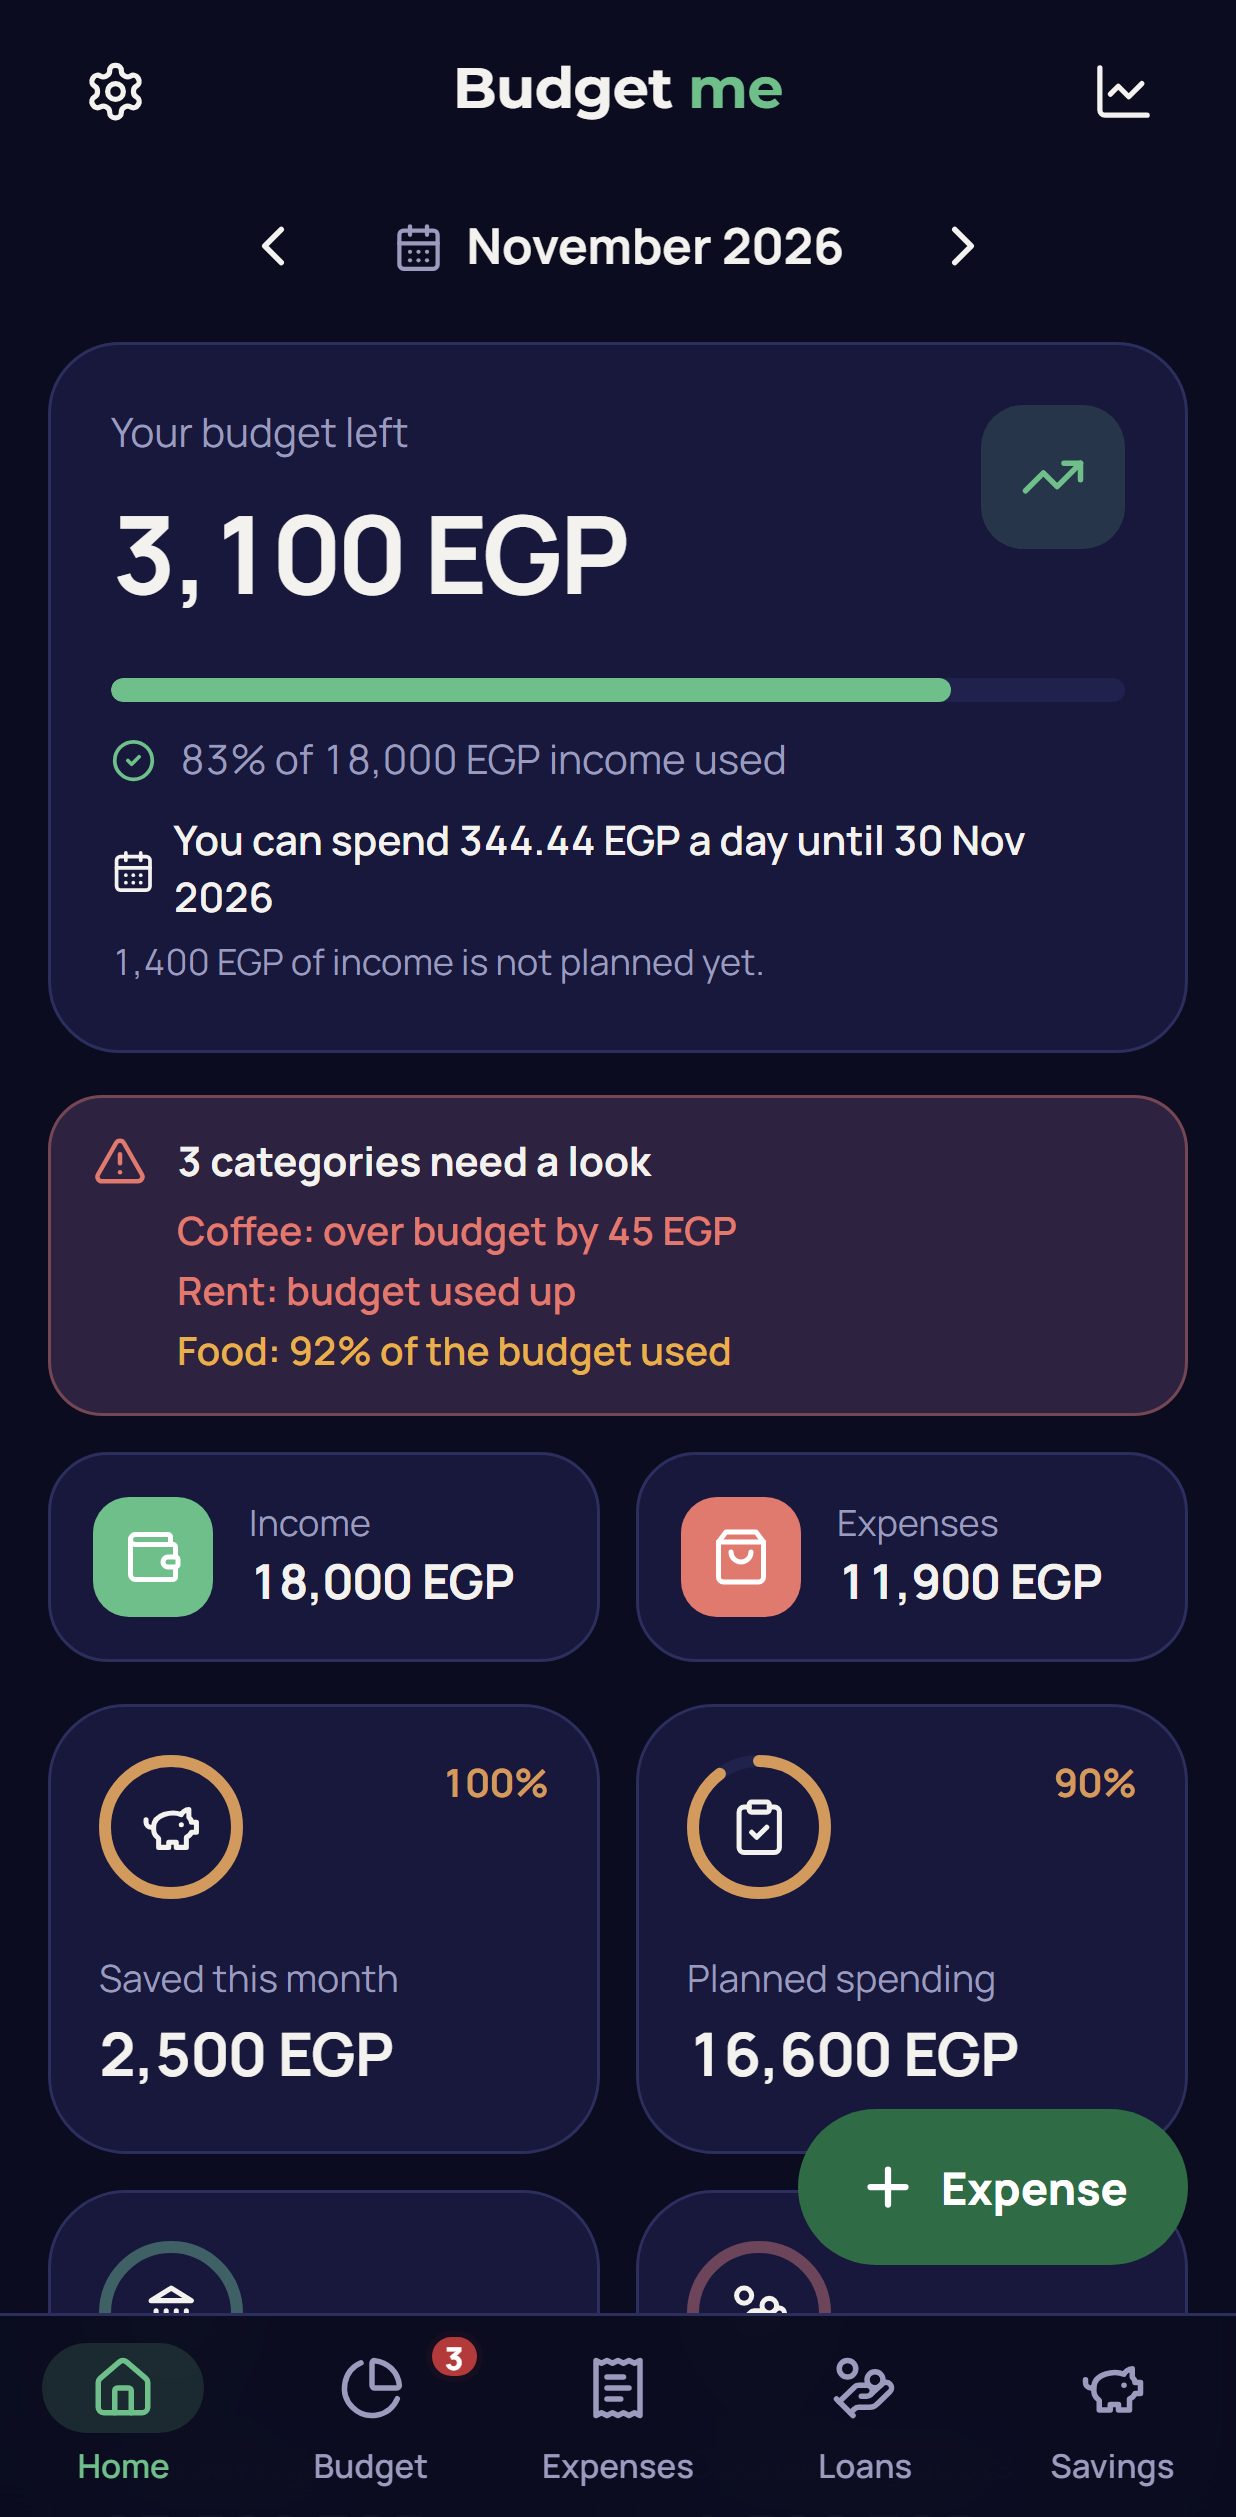 Budget me
November 2026
Your budget left
3,100 EGP
83% of 18,000 EGP income used
You can spend 344.44 EGP a day until 30 Nov
2026
1,400 EGP of income is not planned yet.
3 categories need a look
Coffee: over budget by 45 EGP
Rent: budget used up
Food: 92% of the budget used
Income
18,000 EGP
Expenses
11,900 EGP
100%
Saved this month
2,500 EGP
90%
Planned spending
16,600 EGP
Expense
3
Home
Budget
Expenses
Loans
Savings